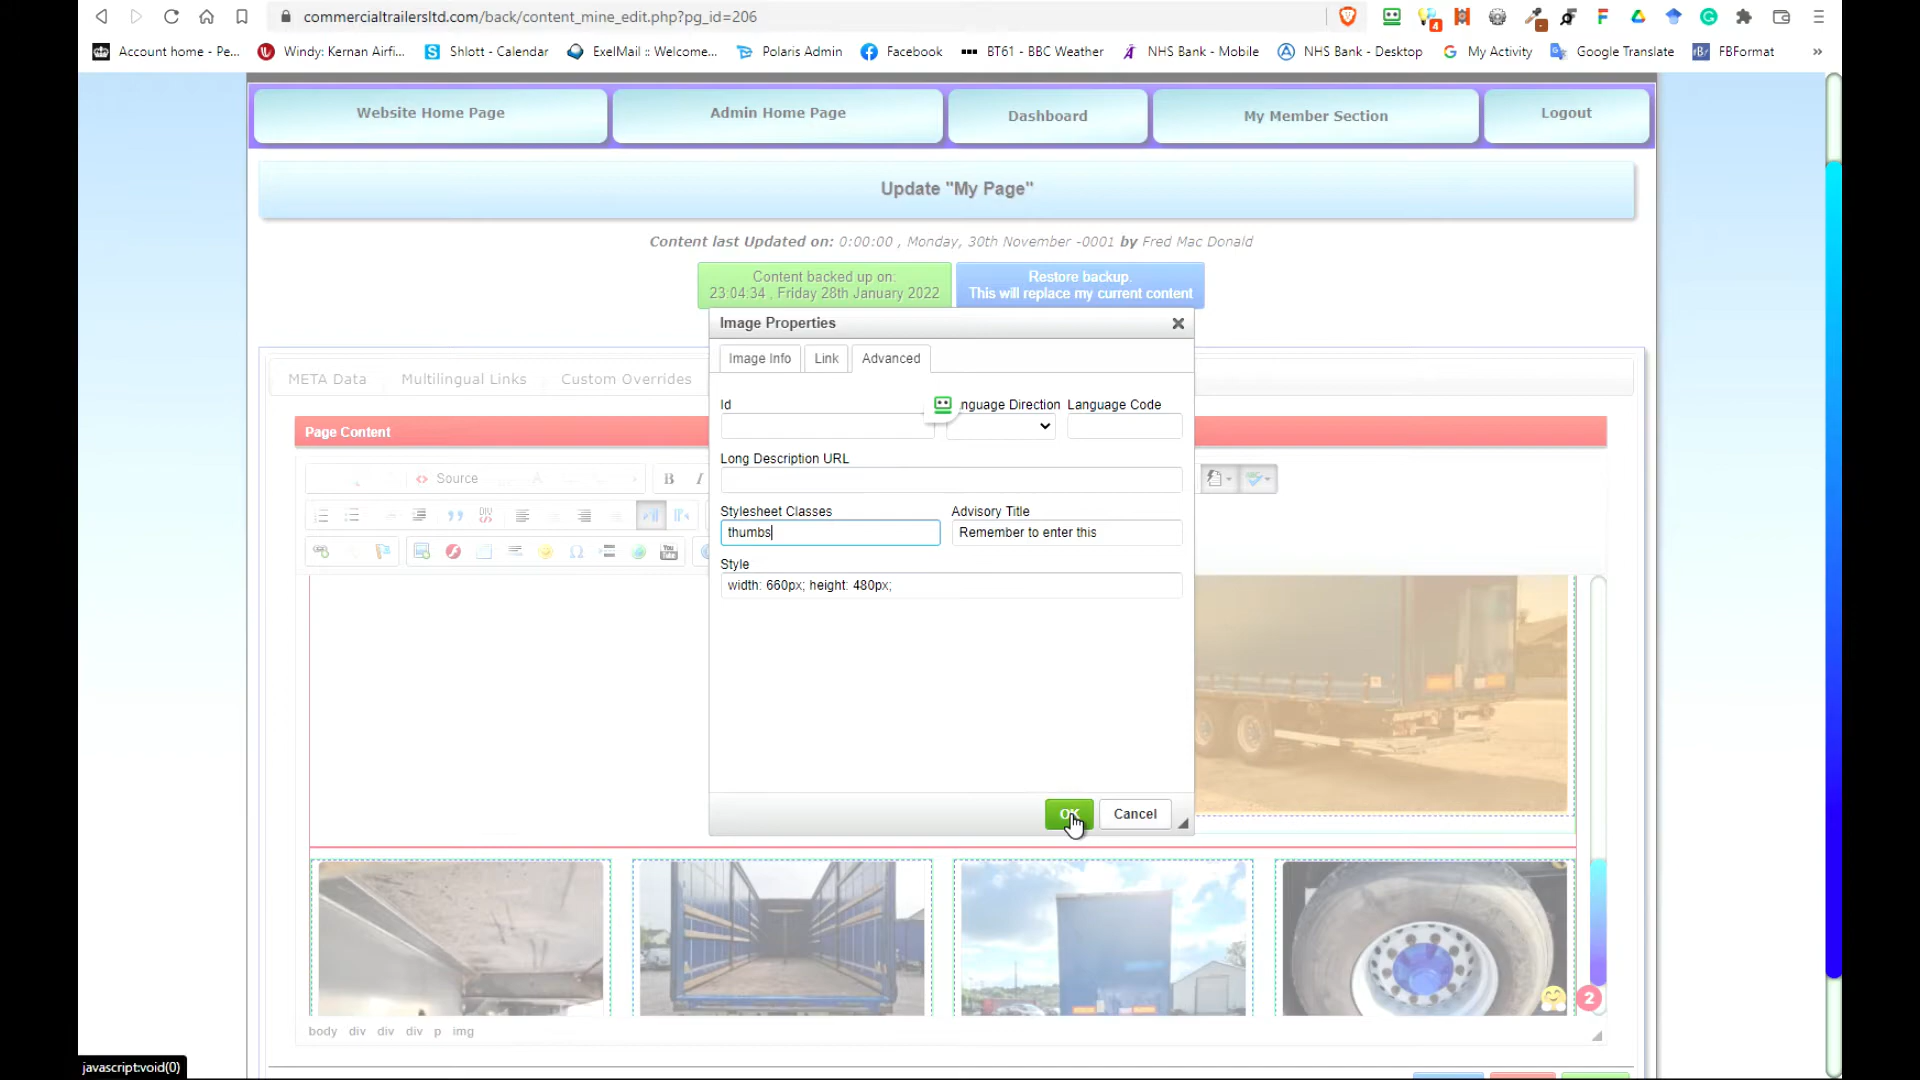 commercialtrailersltd.com/back/content_mine_edit.php?pg_id=206
4
Account home - Pe...
Windy: Kernan Airfi...
Shlott - Calendar
ExelMail :: Welcome...
Polaris Admin
Facebook
BT61 - BBC Weather
NHS Bank - Mobile
NHS Bank - Desktop
My Activity
Google Translate
FBFormat
»
Website Home Page
Admin Home Page
Dashboard
My Member Section
Logout
Update "My Page"
Content last Updated on: 0:00:00 , Monday, 30th November -0001 by Fred Mac Donald
Content backed up on:
23:04:34 , Friday 28th January 2022
Restore backup.
This will replace my current content
Image Properties
Image Info
Link
Advanced
META Data
Multilingual Links
Custom Overrides
Id
nguage Direction
Language Code
Page Content
Long Description URL
Source
B
I
Stylesheet Classes
Advisory Title
thumbs
Remember to enter this
Style
width: 660px; height: 480px;
OK
Cancel
2
body div div div p img
javascript:void(0)